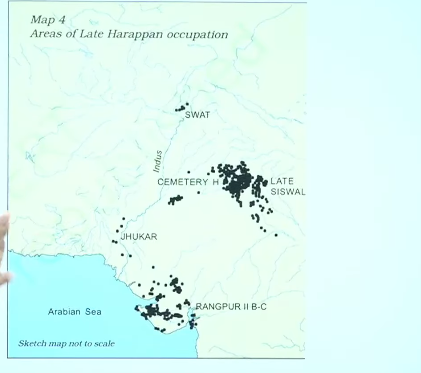 Map 4
Areas of Late Harappan occupation
SWAT
Indus
CEMETERY H
LATE
SISWAL
JHUKAR
RANGPUR II B-C
Arabian Sea
Sketch map not to scale